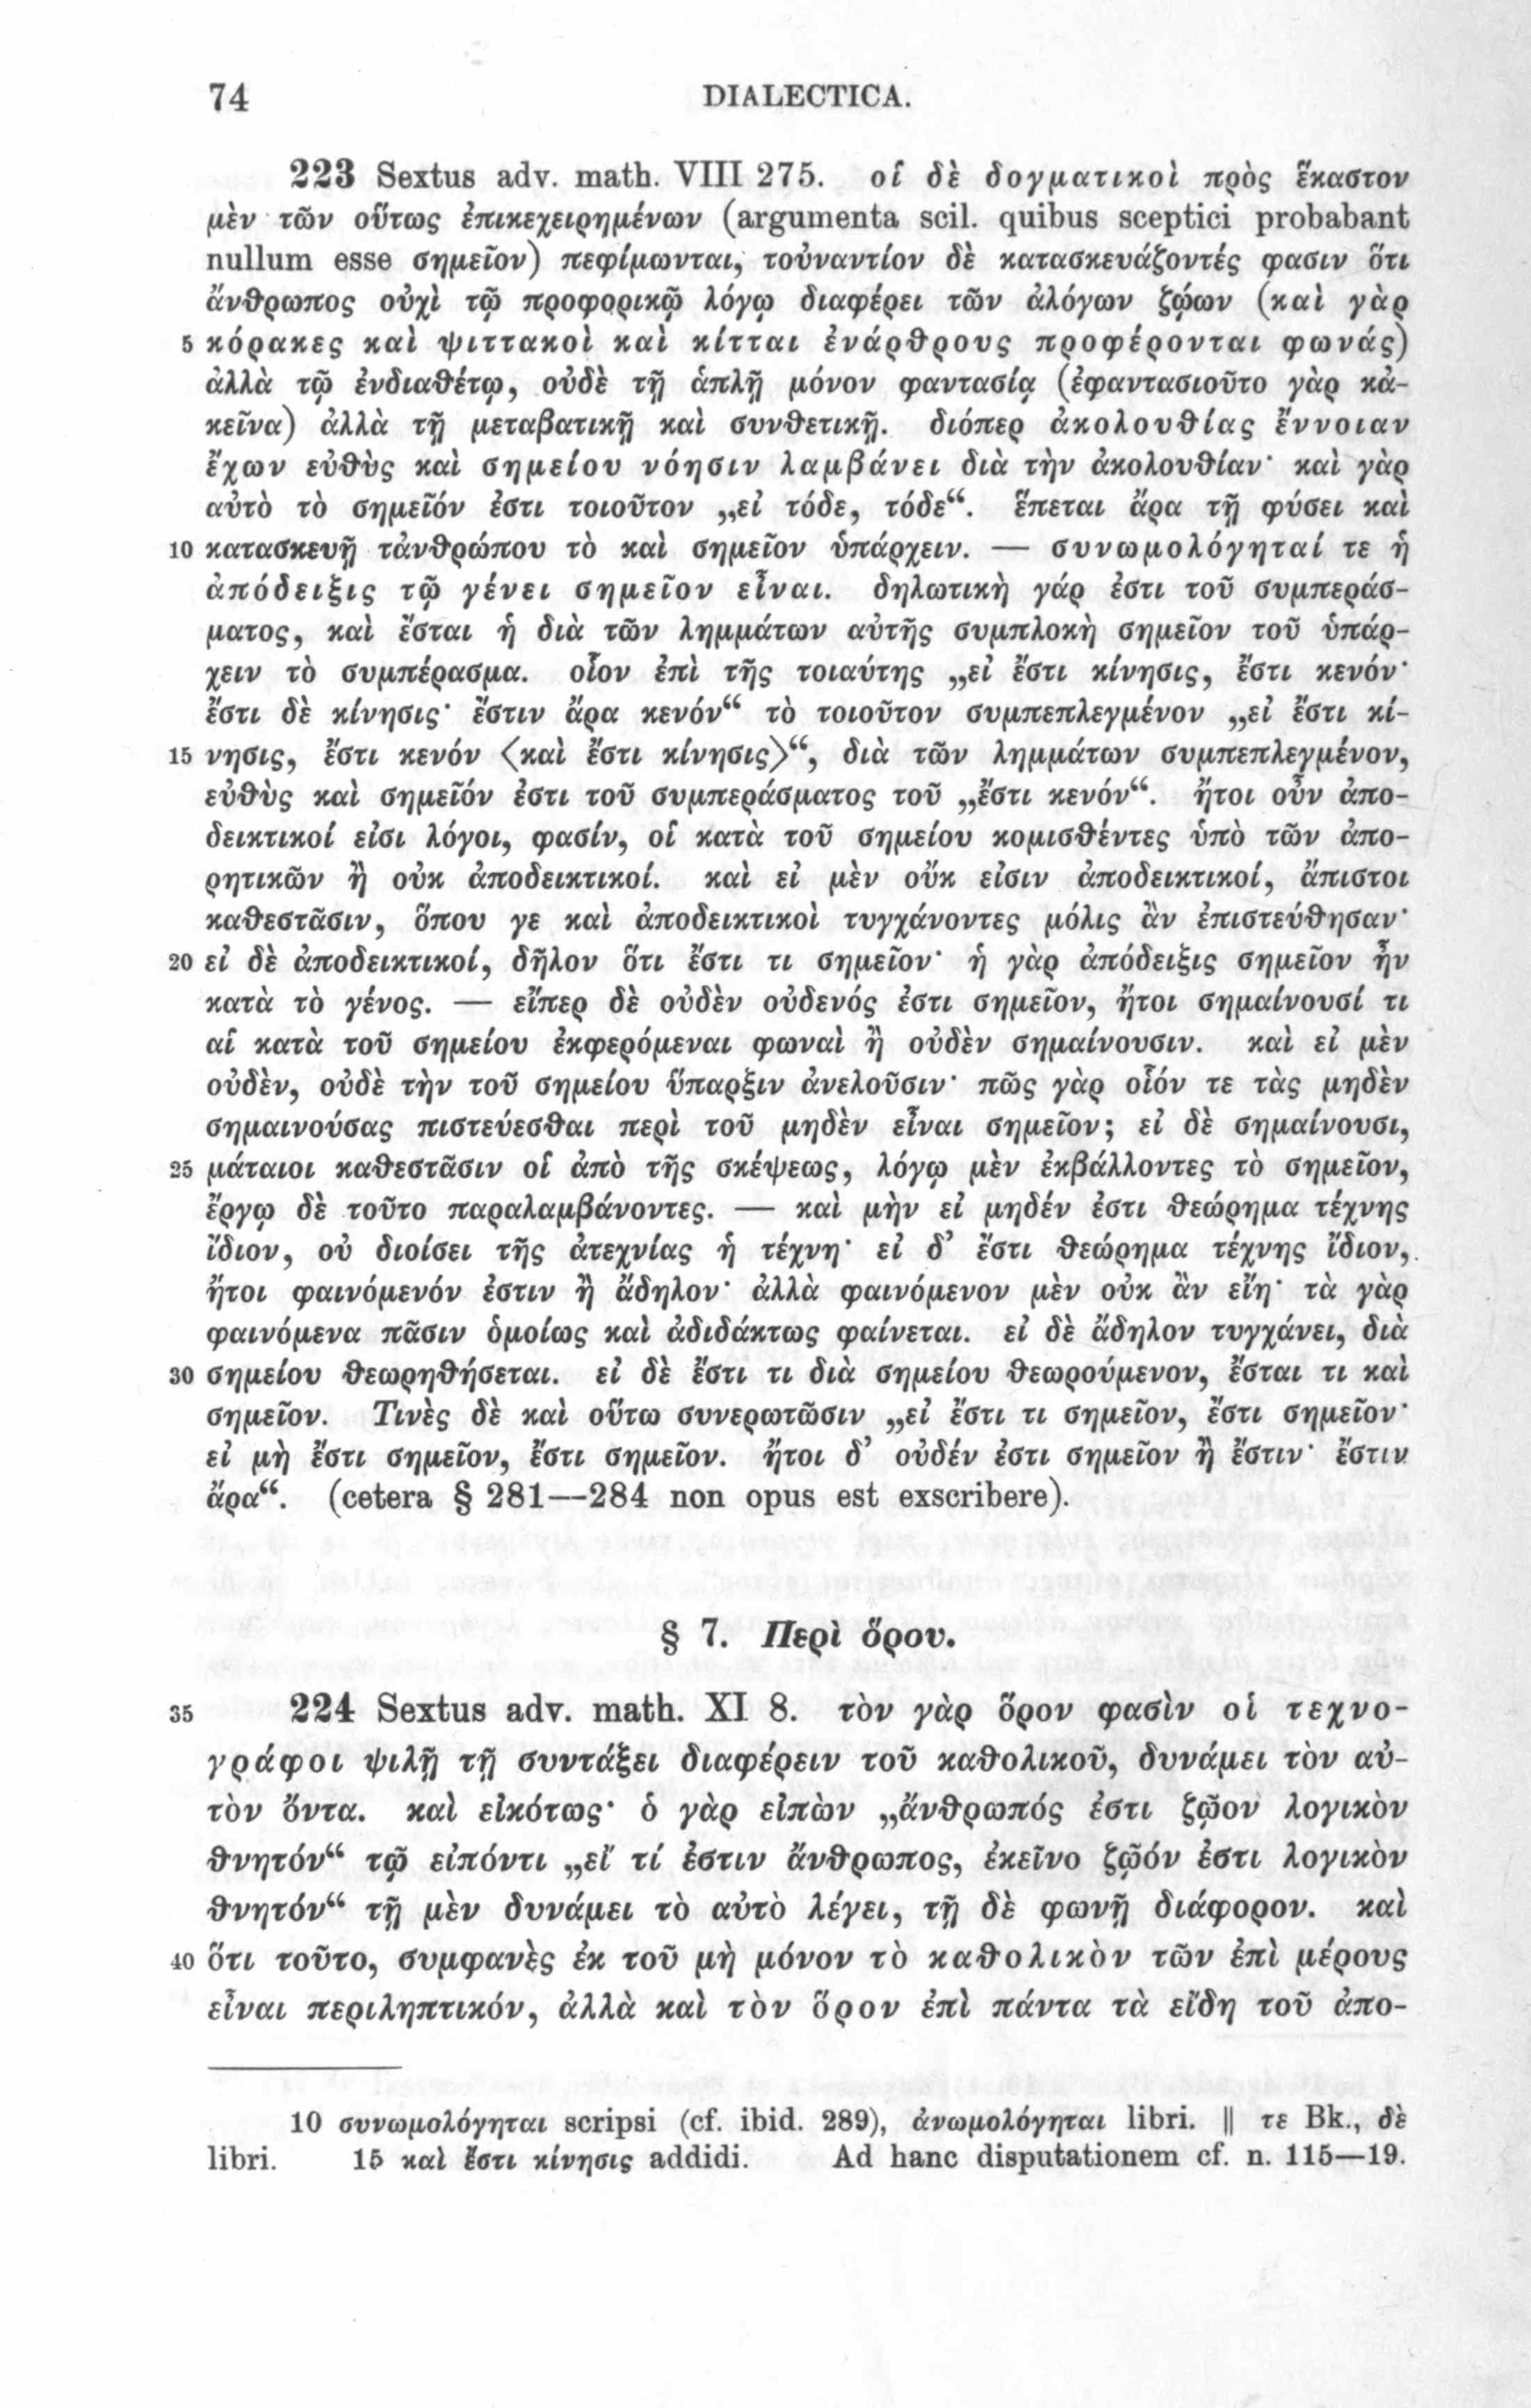 74 DIALECTICA.
223 Sextus adv. math. VIII 275. οἱ δὲ δογματικοὶ πρὸς ἕκαστον
μὲν τῶν οὕτως ἐπικεχειρημένων (argumenta scil. quibus sceptici probabant
nullum esse σημεῖον) πεφίμωνται, τοὐναντίον δὲ κατασκευάζοντές φασιν ὅτι
ἄνθρωπος οὐχὶ τῷ προφορικῷ λόγῳ διαφέρει τῶν ἀλόγων ζῴων (καὶ γὰρ
5 κόρακες καὶ ψιττακοὶ καὶ κίτται ἐνάρθρους προφέρονται φωνάς)
ἀλλὰ τῷ ἐνδιαθέτῳ, οὐδὲ τῇ ἁπλῇ μόνον φαντασίᾳ (ἐφαντασιοῦτο γὰρ κἀ-
κεῖνα) ἀλλὰ τῇ μεταβατικῇ καὶ συνθετικῇ. διόπερ ἀκολουθίας ἔννοιαν
ἔχων εὐθὺς καὶ σημείου νόησιν λαμβάνει διὰ τὴν ἀκολουθίαν· καὶ γὰρ
αὐτὸ τὸ σημεῖόν ἐστι τοιοῦτον „εἰ τόδε, τόδε“. ἕπεται ἄρα τῇ φύσει καὶ
10 κατασκευῇ τἀνθρώπου τὸ καὶ σημεῖον ὑπάρχειν. — συνωμολόγηταί τε ἡ
ἀπόδειξις τῷ γένει σημεῖον εἶναι. δηλωτικὴ γάρ ἐστι τοῦ συμπεράσ-
ματος, καὶ ἔσται ἡ διὰ τῶν λημμάτων αὐτῆς συμπλοκὴ σημεῖον τοῦ ὑπάρ-
χειν τὸ συμπέρασμα. οἷον ἐπὶ τῆς τοιαύτης „εἰ ἔστι κίνησις, ἔστι κενόν·
ἔστι δὲ κίνησις· ἔστιν ἄρα κενόν“ τὸ τοιοῦτον συμπεπλεγμένον „εἰ ἔστι κί-
15 νησις, ἔστι κενόν ⟨καὶ ἔστι κίνησις⟩“, διὰ τῶν λημμάτων συμπεπλεγμένον,
εὐθὺς καὶ σημεῖόν ἐστι τοῦ συμπεράσματος τοῦ „ἔστι κενόν“. ἤτοι οὖν ἀπο-
δεικτικοί εἰσι λόγοι, φασίν, οἱ κατὰ τοῦ σημείου κομισθέντες ὑπὸ τῶν ἀπο-
ρητικῶν ἢ οὐκ ἀποδεικτικοί. καὶ εἰ μὲν οὔκ εἰσιν ἀποδεικτικοί, ἄπιστοι
καθεστᾶσιν, ὅπου γε καὶ ἀποδεικτικοὶ τυγχάνοντες μόλις ἂν ἐπιστεύθησαν·
20 εἰ δὲ ἀποδεικτικοί, δῆλον ὅτι ἔστι τι σημεῖον· ἡ γὰρ ἀπόδειξις σημεῖον ἦν
κατὰ τὸ γένος. — εἴπερ δὲ οὐδὲν οὐδενός ἐστι σημεῖον, ἤτοι σημαίνουσί τι
αἱ κατὰ τοῦ σημείου ἐκφερόμεναι φωναὶ ἢ οὐδὲν σημαίνουσιν. καὶ εἰ μὲν
οὐδὲν, οὐδὲ τὴν τοῦ σημείου ὕπαρξιν ἀνελοῦσιν· πῶς γὰρ οἷόν τε τὰς μηδὲν
σημαινούσας πιστεύεσθαι περὶ τοῦ μηδὲν εἶναι σημεῖον; εἰ δὲ σημαίνουσι,
25 μάταιοι καθεστᾶσιν οἱ ἀπὸ τῆς σκέψεως, λόγῳ μὲν ἐκβάλλοντες τὸ σημεῖον,
ἔργῳ δὲ τοῦτο παραλαμβάνοντες. — καὶ μὴν εἰ μηδέν ἐστι θεώρημα τέχνης
ἴδιον, οὐ διοίσει τῆς ἀτεχνίας ἡ τέχνη· εἰ δ’ ἔστι θεώρημα τέχνης ἴδιον,
ἤτοι φαινόμενόν ἐστιν ἢ ἄδηλον· ἀλλὰ φαινόμενον μὲν οὐκ ἂν εἴη· τὰ γὰρ
φαινόμενα πᾶσιν ὁμοίως καὶ ἀδιδάκτως φαίνεται. εἰ δὲ ἄδηλον τυγχάνει, διὰ
30 σημείου θεωρηθήσεται. εἰ δὲ ἔστι τι διὰ σημείου θεωρούμενον, ἔσται τι καὶ
σημεῖον. Τινὲς δὲ καὶ οὕτω συνερωτῶσιν „εἰ ἔστι τι σημεῖον, ἔστι σημεῖον·
εἰ μὴ ἔστι σημεῖον, ἔστι σημεῖον. ἤτοι δ’ οὐδέν ἐστι σημεῖον ἢ ἔστιν· ἔστιν
ἄρα“. (cetera § 281—284 non opus est exscribere).
§ 7. Περὶ ὅρου.
35 224 Sextus adv. math. XI 8. τὸν γὰρ ὅρον φασὶν οἱ τεχνο-
γράφοι ψιλῇ τῇ συντάξει διαφέρειν τοῦ καθολικοῦ, δυνάμει τὸν αὐ-
τὸν ὄντα. καὶ εἰκότως· ὁ γὰρ εἰπὼν „ἄνθρωπός ἐστι ζῷον λογικὸν
θνητόν“ τῷ εἰπόντι „εἴ τί ἐστιν ἄνθρωπος, ἐκεῖνο ζῷόν ἐστι λογικὸν
θνητόν“ τῇ μὲν δυνάμει τὸ αὐτὸ λέγει, τῇ δὲ φωνῇ διάφορον. καὶ
40 ὅτι τοῦτο, συμφανὲς ἐκ τοῦ μὴ μόνον τὸ καθολικὸν τῶν ἐπὶ μέρους
εἶναι περιληπτικόν, ἀλλὰ καὶ τὸν ὅρον ἐπὶ πάντα τὰ εἴδη τοῦ ἀπο-
10 συνωμολόγηται scripsi (cf. ibid. 289), ἀνωμολόγηται libri. || τε Bk., δὲ
libri. 15 καὶ ἔστι κίνησις addidi. Ad hanc disputationem cf. n. 115—19.